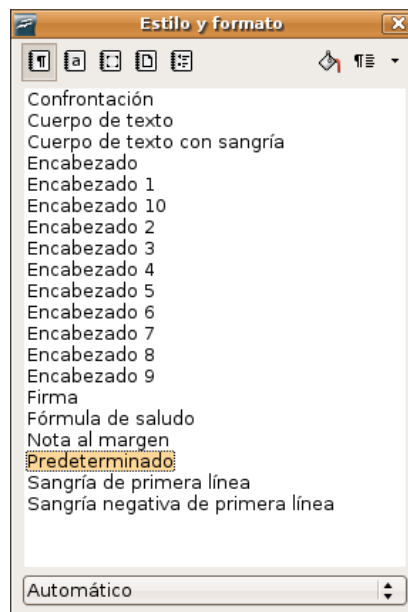 Estilo y formato
Confrontación
Cuerpo de texto
Cuerpo de texto con sangría
Encabezado
Encabezado 1
Encabezado 10
Encabezado 2
Encabezado 3
Encabezado 4
Encabezado 5
Encabezado 6
Encabezado 7
Encabezado 8
Encabezado 9
Firma
Fórmula de saludo
Nota al margen
Predeterminado
Sangría de primera línea
Sangría negativa de primera línea
Automático